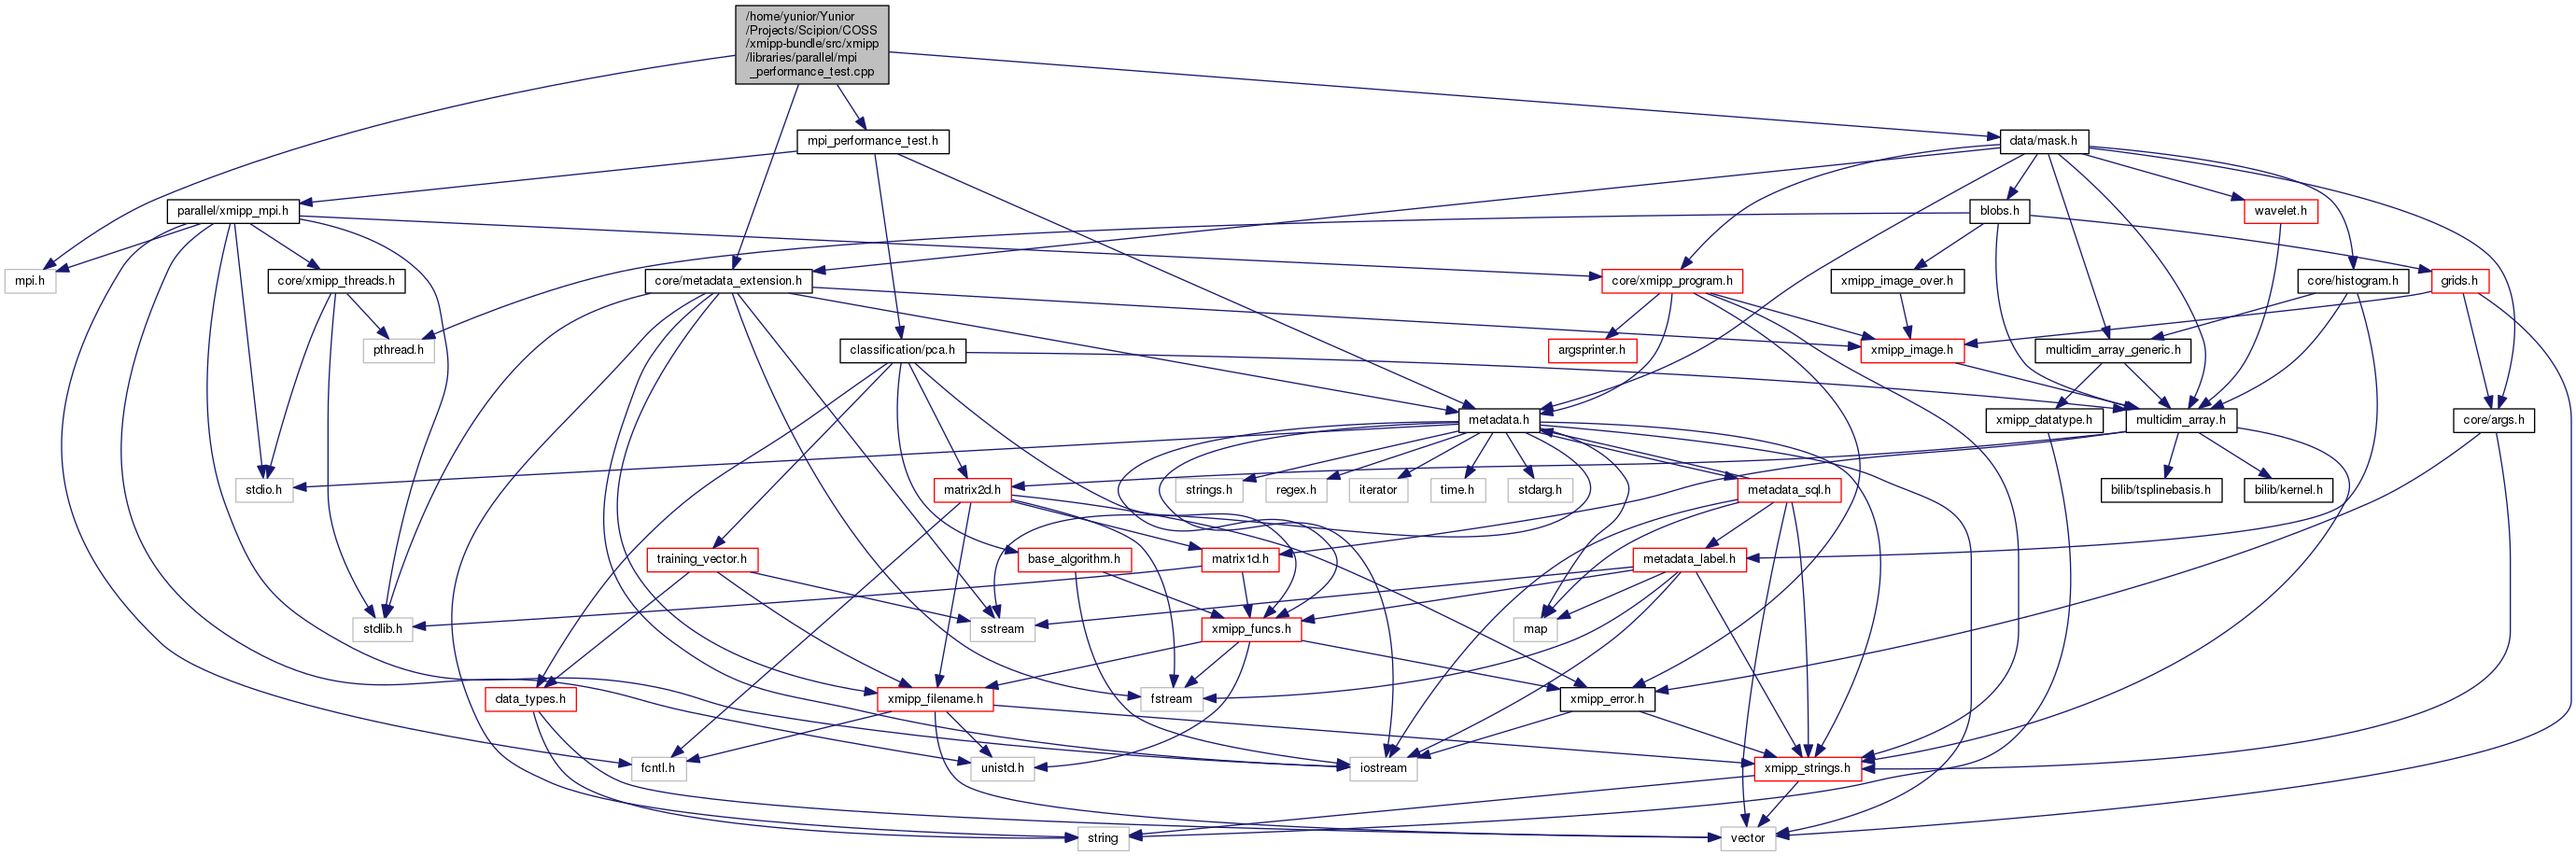 /home/yunior/Yunior
/Projects/Scipion/COSS
/xmipp-bundle/src/xmipp
/libraries/parallel/mpi
_performance_test.cpp
mpi_performance_test.h
data/mask.h
parallel/xmipp_mpi.h
blobs.h
wavelet.h
mpi.h
core/xmipp_threads.h
core/metadata_extension.h
core/xmipp_program.h
xmipp_image_over.h
core/histogram.h
grids.h
pthread.h
classification/pca.h
argsprinter.h
xmipp_image.h
multidim_array_generic.h
metadata.h
xmipp_datatype.h
multidim_array.h
core/args.h
stdio.h
matrix2d.h
strings.h
regex.h
iterator
time.h
stdarg.h
metadata_sql.h
bilib/tsplinebasis.h
bilib/kernel.h
training_vector.h
base_algorithm.h
matrix1d.h
metadata_label.h
stdlib.h
sstream
xmipp_funcs.h
map
data_types.h
xmipp_filename.h
fstream
xmipp_error.h
fcntl.h
unistd.h
iostream
xmipp_strings.h
string
vector